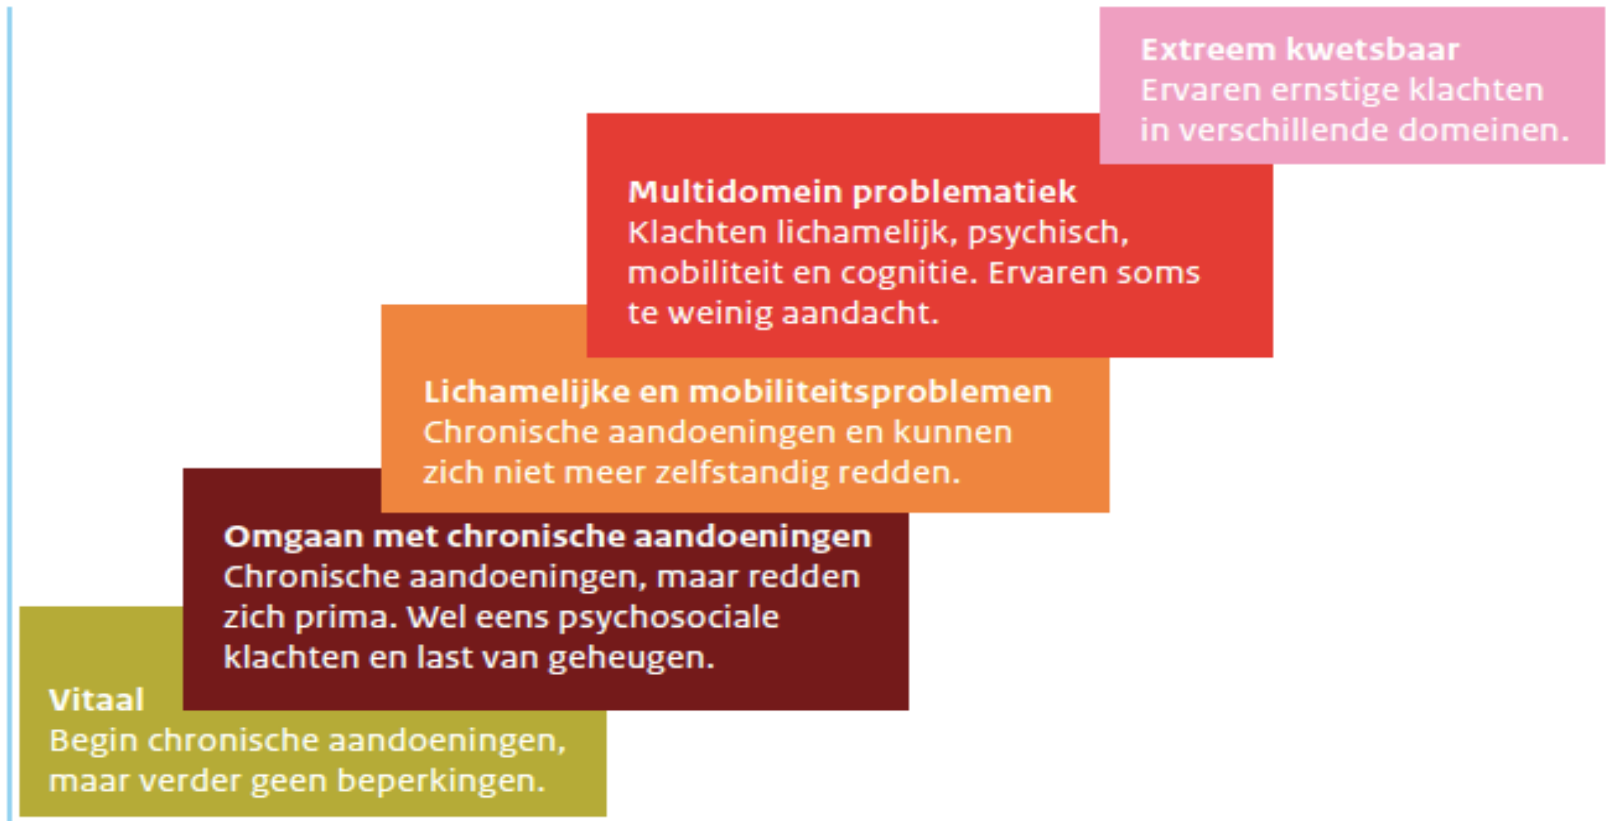 Extreem kwetsbaar
Ervaren ernstige klachten
in verschillende domeinen.
Multidomein problematiek
Klachten lichamelijk, psychisch,
mobiliteit en cognitie. Ervaren soms
te weinig aandacht.
Lichamelijke en mobiliteitsproblemen
Chronische aandoeningen en kunnen
zich niet meer zelfstandig redden.
Omgaan met chronische aandoeningen
Chronische aandoeningen, maar redden
zich prima. Wel eens psychosociale
klachten en last van geheugen.
Vitaal
Begin chronische aandoeningen,
maar verder geen beperkingen.